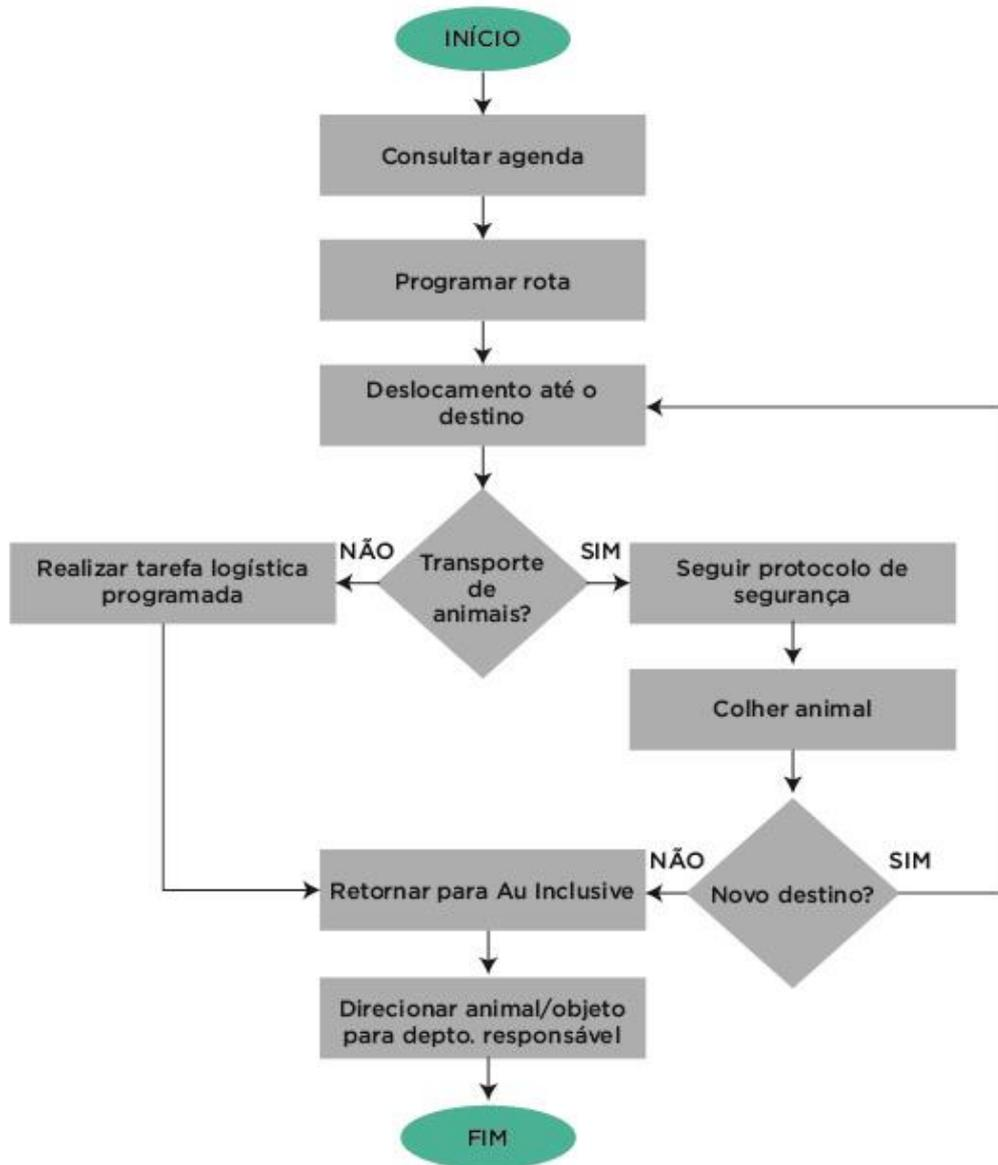 INÍCIO
Consultar agenda
Programar rota
Deslocamento até o
destino
NÃO
Transporte
de
animais?
SIM
Realizar tarefa logística
programada
Seguir protocolo de
segurança
Colher animal
NÃO
Novo destino?
SIM
Retornar para Au Inclusive
Direcionar animal/objeto
para depto. responsável
FIM